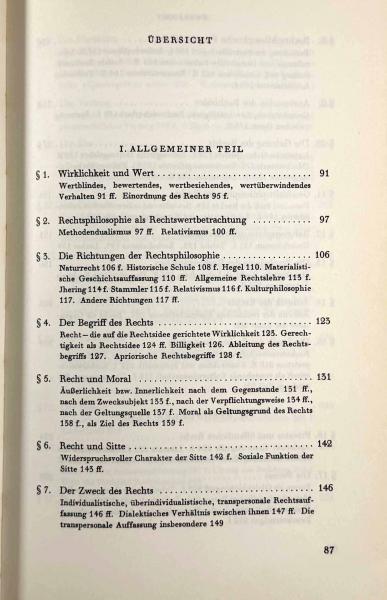 ÜBERSICHT
I. ALLGEMEINER TEIL
§ 1. Wirklichkeit und Wert ........................................ 91
Wertblindes, bewertendes, wertbeziehendes, wertüberwindendes
Verhalten 91 ff. Einordnung des Rechts 95 f.
§ 2. Rechtsphilosophie als Rechtswertbetrachtung ............ 97
Methodendualismus 97 ff. Relativismus 100 ff.
§ 3. Die Richtungen der Rechtsphilosophie .................... 106
Naturrecht 106 f. Historische Schule 108 f. Hegel 110. Materialisti-
sche Geschichtsauffassung 110 ff. Allgemeine Rechtslehre 113 f.
Jhering 114 f. Stammler 115 f. Relativismus 116 f. Kulturphilosophie
117. Andere Richtungen 117 ff.
§ 4. Der Begriff des Rechts .................................... 123
Recht — die auf die Rechtsidee gerichtete Wirklichkeit 123. Gerech-
tigkeit als Rechtsidee 124 ff. Billigkeit 126. Ableitung des Rechts-
begriffs 127. Apriorische Rechtsbegriffe 128 f.
§ 5. Recht und Moral .......................................... 131
Äußerlichkeit bzw. Innerlichkeit nach dem Gegenstande 131 ff.,
nach dem Zwecksubjekt 133 f., nach der Verpflichtungsweise 134 ff.,
nach der Geltungsquelle 137 f. Moral als Geltungsgrund des Rechts
138 f., als Ziel des Rechts 139 f.
§ 6. Recht und Sitte ............................................ 142
Widerspruchsvoller Charakter der Sitte 142 f. Soziale Funktion der
Sitte 143 ff.
§ 7. Der Zweck des Rechts ...................................... 146
Individualistische, überindividualistische, transpersonale Rechtsauf-
fassung 146 ff. Dialektisches Verhältnis zwischen ihnen 147 ff. Die
transpersonale Auffassung insbesondere 149
87